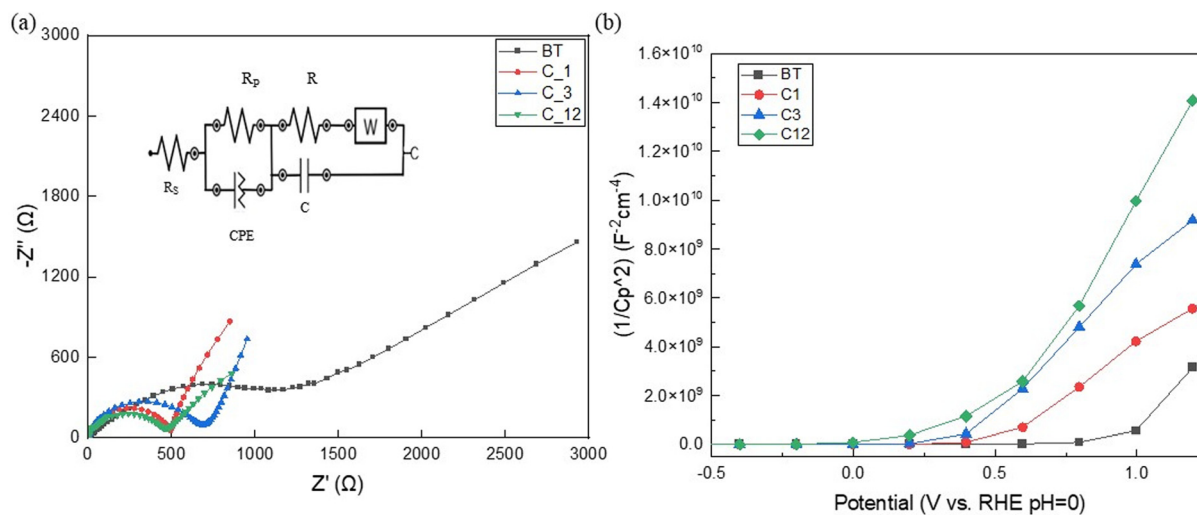 (a)
3000
2400
1800
1200
600
0
-Z'' (Ω)
BT
C_1
C_3
C_12
R_P
R
W
C
R_S
C
CPE
0 500 1000 1500 2000 2500 3000
Z' (Ω)
(b)
1.6×10^10
1.4×10^10
1.2×10^10
1.0×10^10
8.0×10^9
6.0×10^9
4.0×10^9
2.0×10^9
0.0
(1/Cp^2) (F^-2cm^-4)
BT
C1
C3
C12
-0.5 0.0 0.5 1.0
Potential (V vs. RHE pH=0)